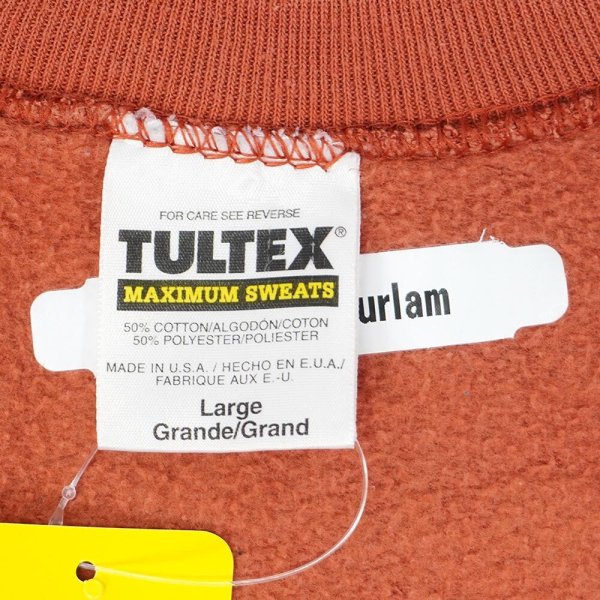 FOR CARE SEE REVERSE
TULTEX®
MAXIMUM SWEATS
50% COTTON/ALGODÓN/COTON
50% POLYESTER/POLIESTER
MADE IN U.S.A. / HECHO EN E.U.A./
FABRIQUE AUX E.-U.
Large
Grande/Grand
urlam